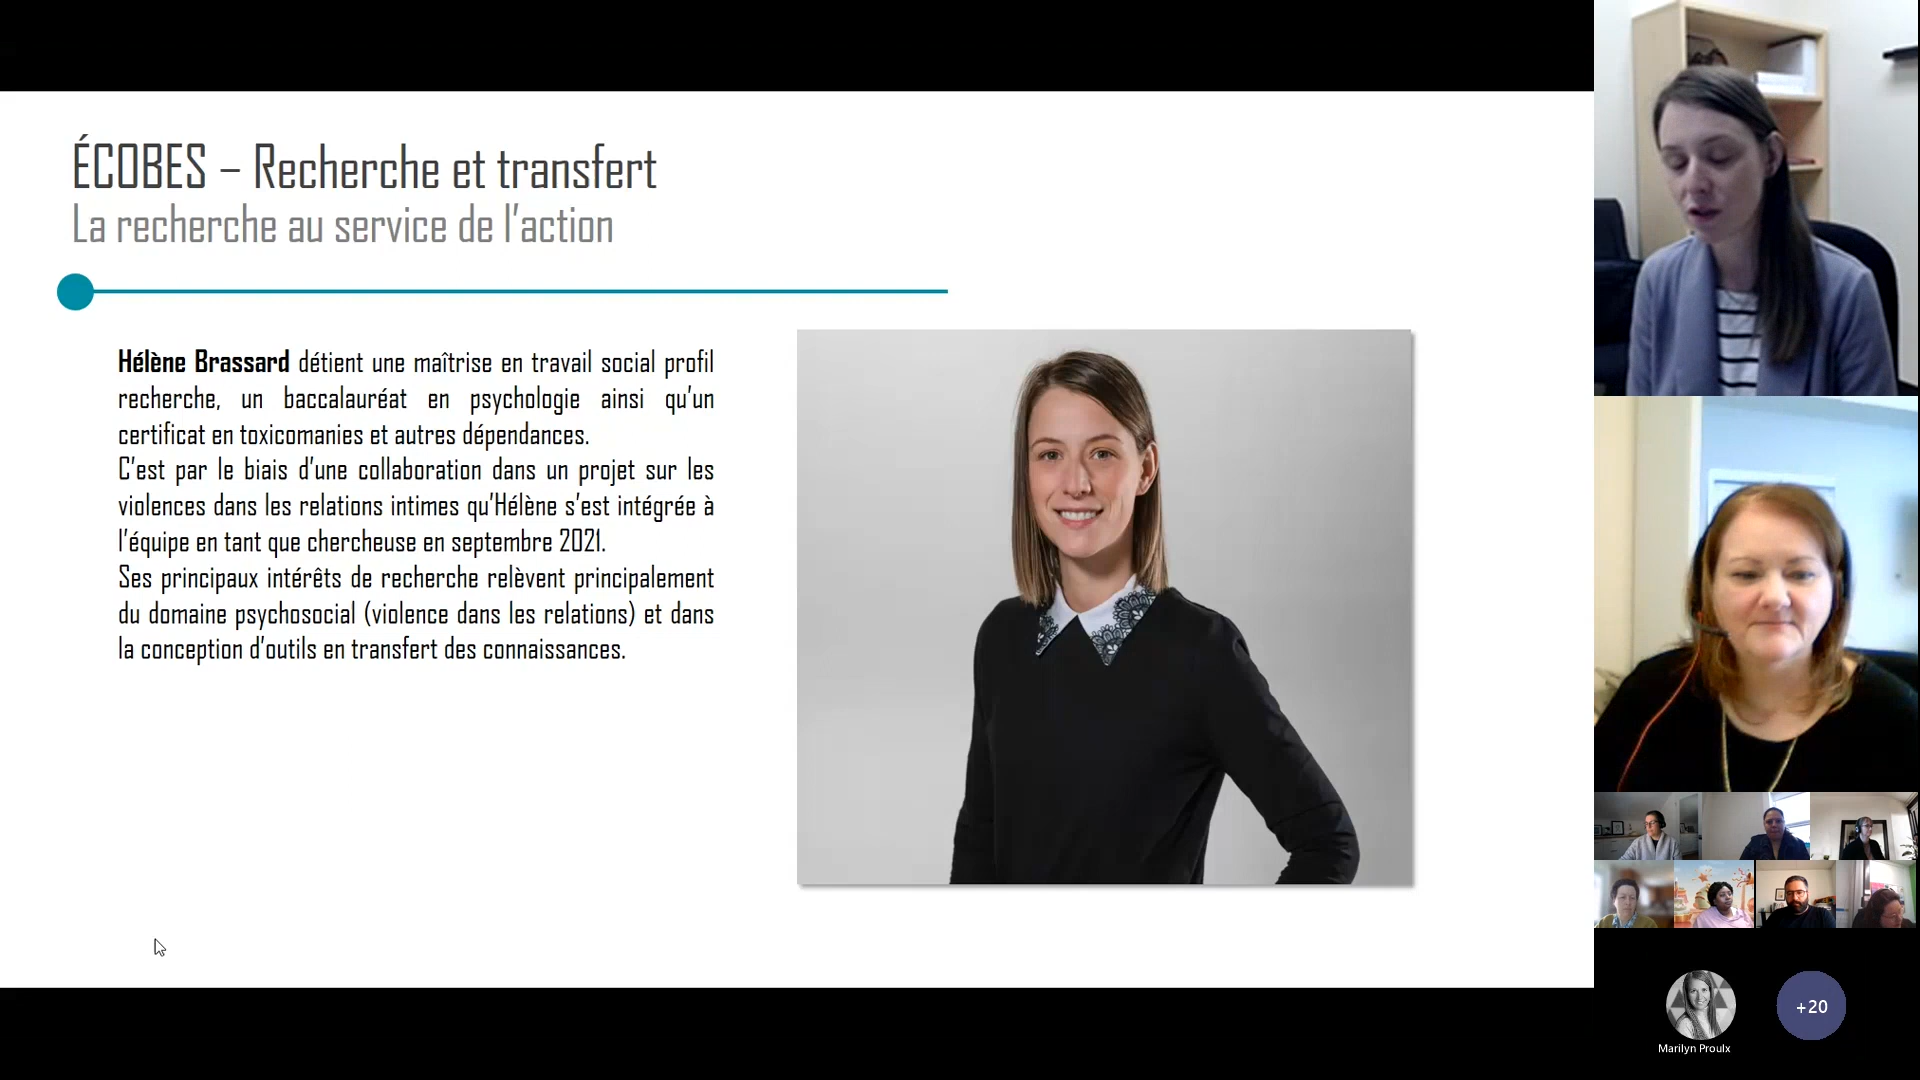 ÉCOBES – Recherche et transfert
La recherche au service de l'action
Hélène Brassard détient une maîtrise en travail social profil
recherche, un baccalauréat en psychologie ainsi qu'un
certificat en toxicomanies et autres dépendances.
C'est par le biais d'une collaboration dans un projet sur les
violences dans les relations intimes qu'Hélène s'est intégrée à
l'équipe en tant que chercheuse en septembre 2021.
Ses principaux intérêts de recherche relèvent principalement
du domaine psychosocial (violence dans les relations) et dans
la conception d'outils en transfert des connaissances.
+20
Marilyn Proulx